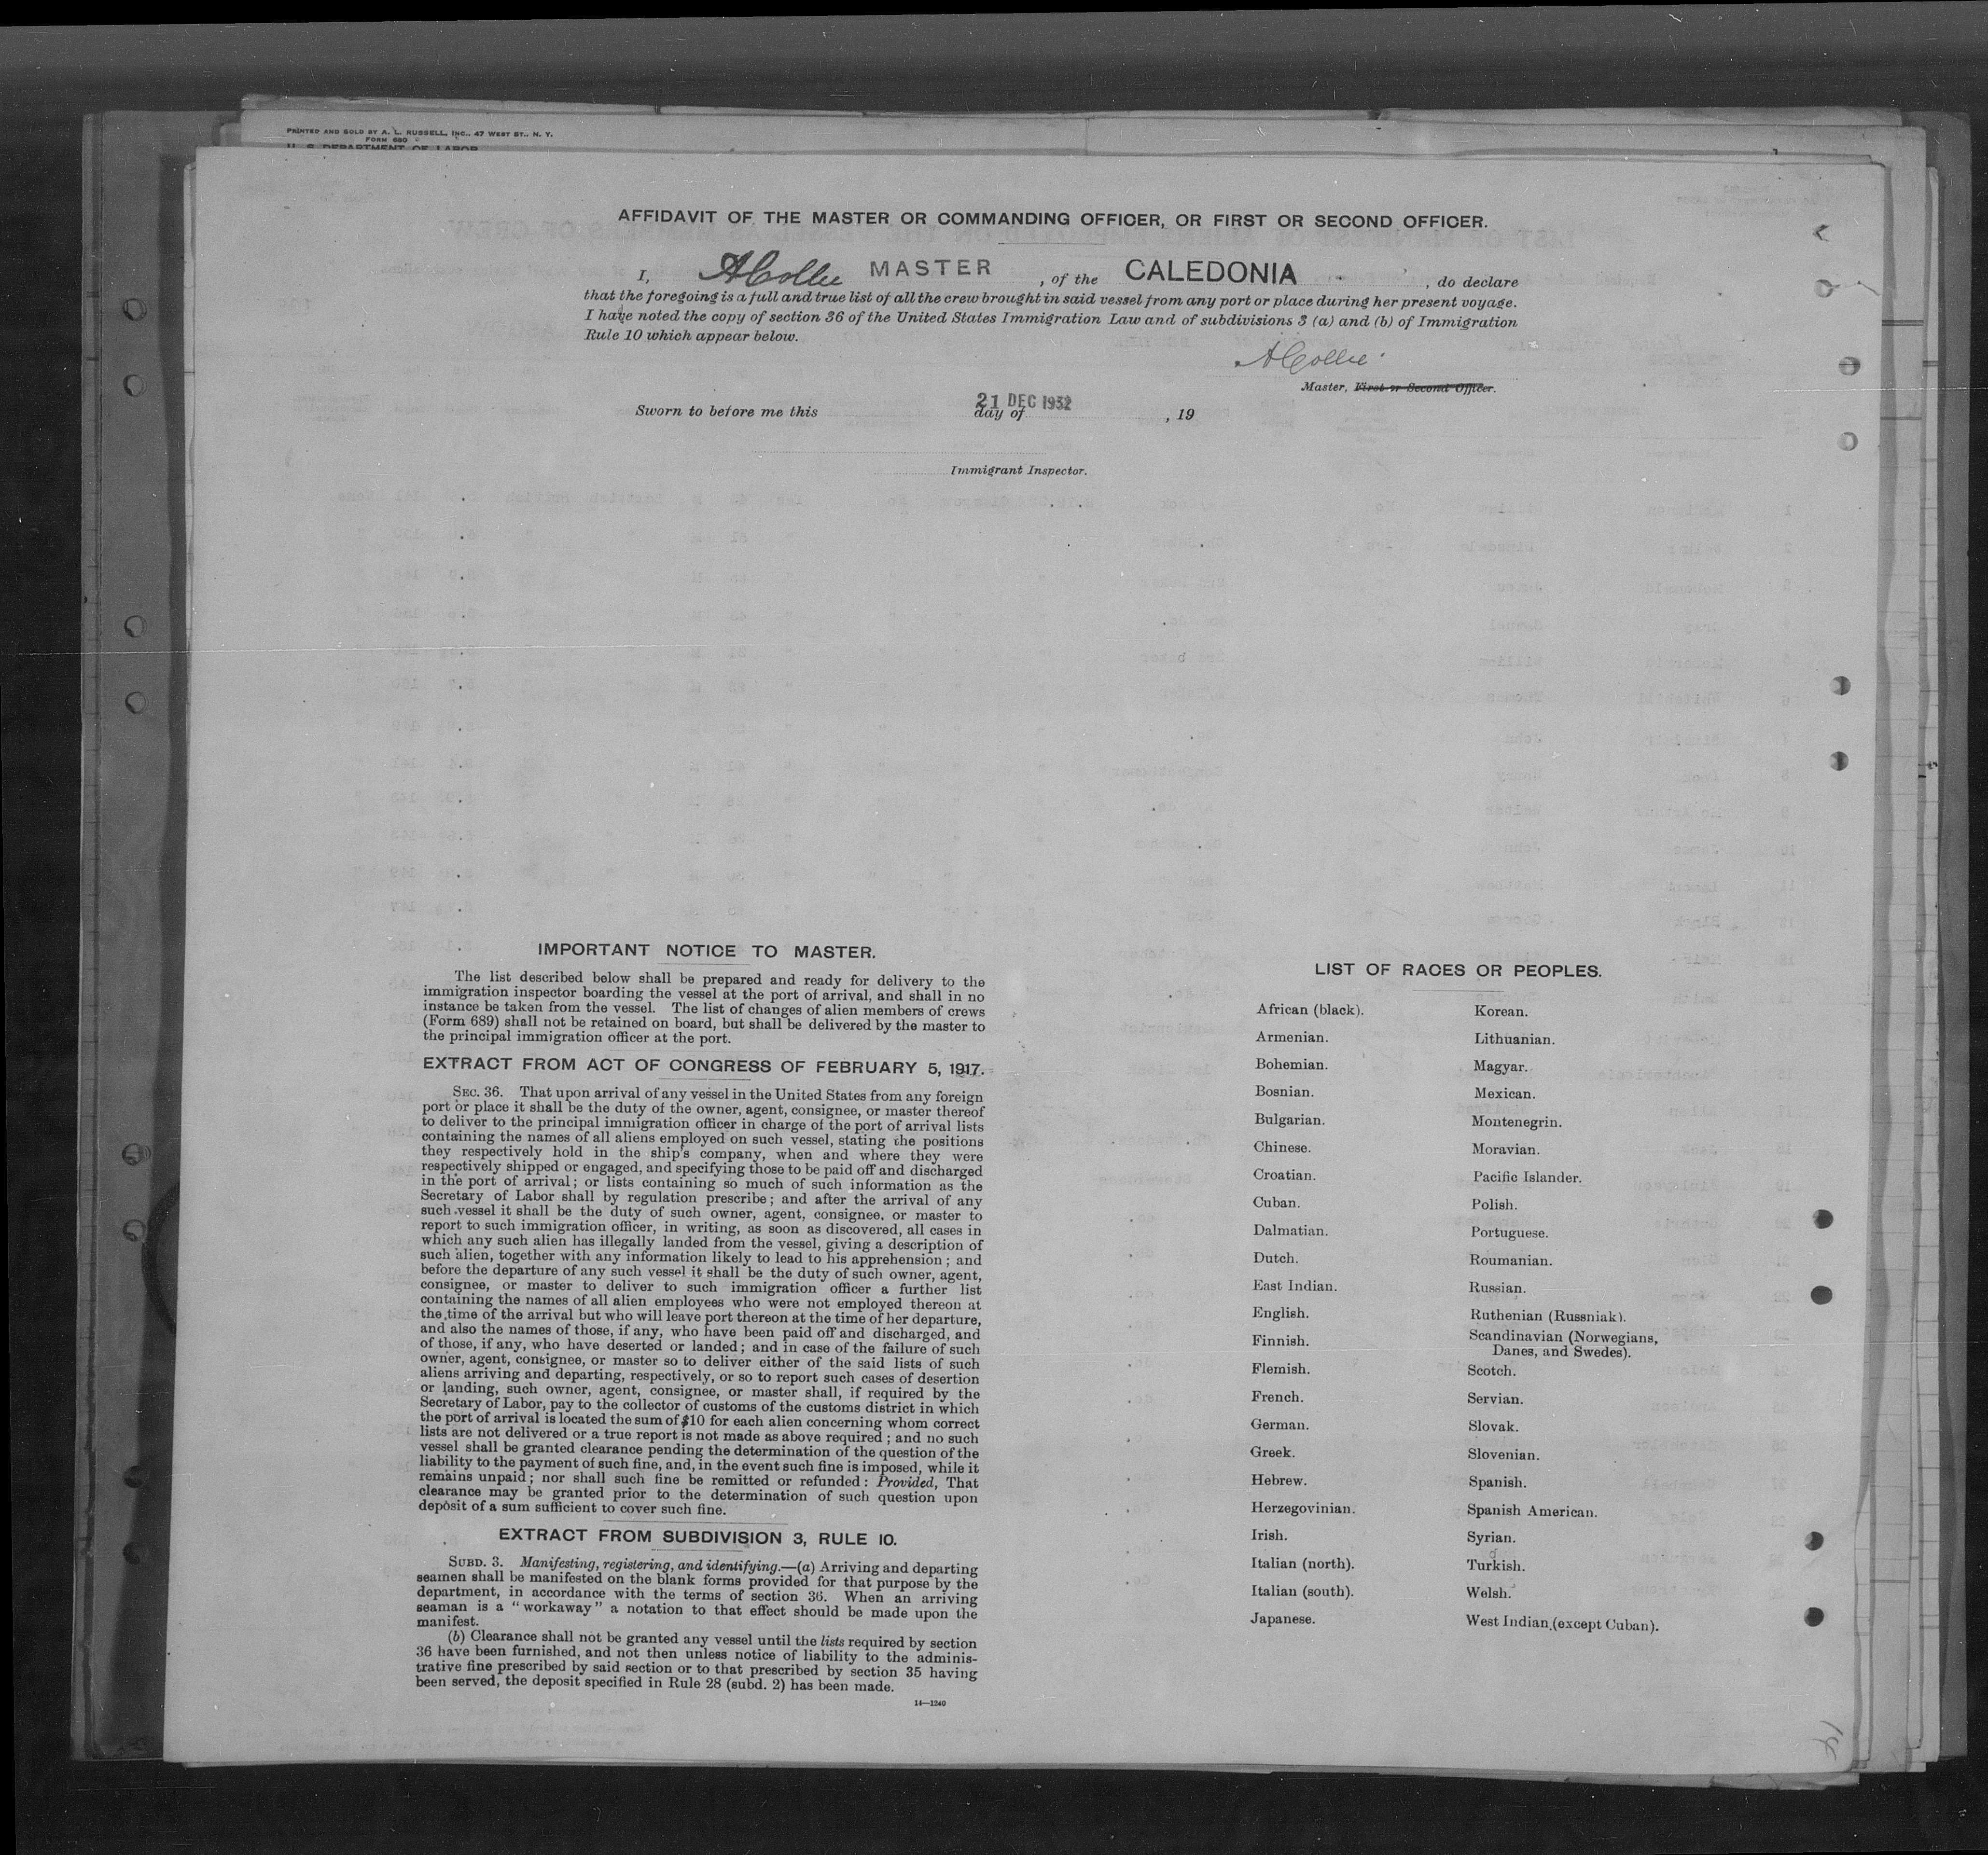 PRINTED AND SOLD BY A. L. RUSSELL, INC., 47 WEST ST., N. Y.
FORM 680
U. S. DEPARTMENT OF LABOR
AFFIDAVIT OF THE MASTER OR COMMANDING OFFICER, OR FIRST OR SECOND OFFICER.
I, A Collie MASTER , of the CALEDONIA , do declare
that the foregoing is a full and true list of all the crew brought in said vessel from any port or place during her present voyage.
I have noted the copy of section 36 of the United States Immigration Law and of subdivisions 3 (a) and (b) of Immigration
Rule 10 which appear below.
A Collie
Master, First or Second Officer.
21 DEC 1932
Sworn to before me this day of , 19
Immigrant Inspector.
IMPORTANT NOTICE TO MASTER.
The list described below shall be prepared and ready for delivery to the
immigration inspector boarding the vessel at the port of arrival, and shall in no
instance be taken from the vessel. The list of changes of alien members of crews
(Form 689) shall not be retained on board, but shall be delivered by the master to
the principal immigration officer at the port.
EXTRACT FROM ACT OF CONGRESS OF FEBRUARY 5, 1917.
SEC. 36. That upon arrival of any vessel in the United States from any foreign
port or place it shall be the duty of the owner, agent, consignee, or master thereof
to deliver to the principal immigration officer in charge of the port of arrival lists
containing the names of all aliens employed on such vessel, stating the positions
they respectively hold in the ship's company, when and where they were
respectively shipped or engaged, and specifying those to be paid off and discharged
in the port of arrival; or lists containing so much of such information as the
Secretary of Labor shall by regulation prescribe; and after the arrival of any
such vessel it shall be the duty of such owner, agent, consignee, or master to
report to such immigration officer, in writing, as soon as discovered, all cases in
which any such alien has illegally landed from the vessel, giving a description of
such alien, together with any information likely to lead to his apprehension; and
before the departure of any such vessel it shall be the duty of such owner, agent,
consignee, or master to deliver to such immigration officer a further list
containing the names of all alien employees who were not employed thereon at
the time of the arrival but who will leave port thereon at the time of her departure,
and also the names of those, if any, who have been paid off and discharged, and
of those, if any, who have deserted or landed; and in case of the failure of such
owner, agent, consignee, or master so to deliver either of the said lists of such
aliens arriving and departing, respectively, or so to report such cases of desertion
or landing, such owner, agent, consignee, or master shall, if required by the
Secretary of Labor, pay to the collector of customs of the customs district in which
the port of arrival is located the sum of $10 for each alien concerning whom correct
lists are not delivered or a true report is not made as above required; and no such
vessel shall be granted clearance pending the determination of the question of the
liability to the payment of such fine, and, in the event such fine is imposed, while it
remains unpaid; nor shall such fine be remitted or refunded: Provided, That
clearance may be granted prior to the determination of such question upon
deposit of a sum sufficient to cover such fine.
EXTRACT FROM SUBDIVISION 3, RULE 10.
SUBD. 3. Manifesting, registering, and identifying.—(a) Arriving and departing
seamen shall be manifested on the blank forms provided for that purpose by the
department, in accordance with the terms of section 36. When an arriving
seaman is a "workaway" a notation to that effect should be made upon the
manifest.
(b) Clearance shall not be granted any vessel until the lists required by section
36 have been furnished, and not then unless notice of liability to the adminis-
trative fine prescribed by said section or to that prescribed by section 35 having
been served, the deposit specified in Rule 28 (subd. 2) has been made.
14—1240
LIST OF RACES OR PEOPLES.
African (black).
Armenian.
Bohemian.
Bosnian.
Bulgarian.
Chinese.
Croatian.
Cuban.
Dalmatian.
Dutch.
East Indian.
English.
Finnish.
Flemish.
French.
German.
Greek.
Hebrew.
Herzegovinian.
Irish.
Italian (north).
Italian (south).
Japanese.
Korean.
Lithuanian.
Magyar.
Mexican.
Montenegrin.
Moravian.
Pacific Islander.
Polish.
Portuguese.
Roumanian.
Russian.
Ruthenian (Russniak).
Scandinavian (Norwegians,
Danes, and Swedes).
Scotch.
Servian.
Slovak.
Slovenian.
Spanish.
Spanish American.
Syrian.
Turkish.
Welsh.
West Indian (except Cuban).